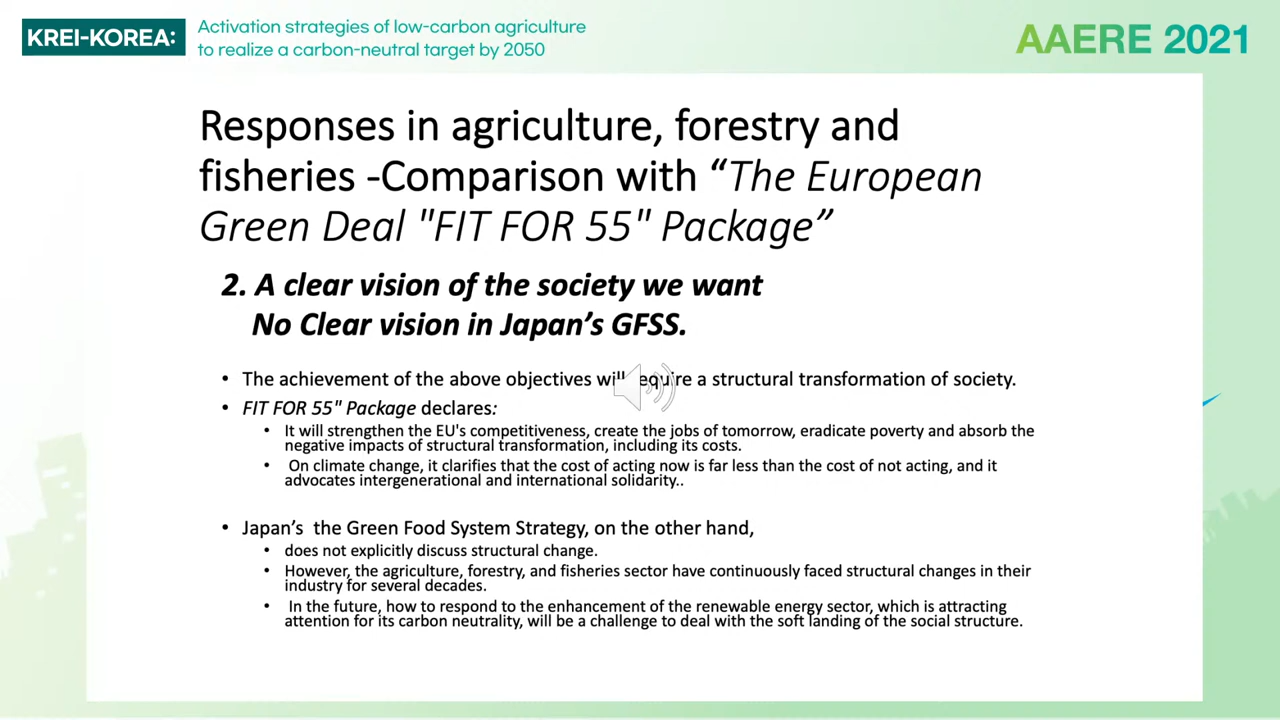 KREI-KOREA:
Activation strategies of low-carbon agriculture
to realize a carbon-neutral target by 2050
AAERE 2021
Responses in agriculture, forestry and
fisheries -Comparison with “The European
Green Deal "FIT FOR 55" Package”
2. A clear vision of the society we want
No Clear vision in Japan’s GFSS.
• The achievement of the above objectives will require a structural transformation of society.
• FIT FOR 55" Package declares:
• It will strengthen the EU's competitiveness, create the jobs of tomorrow, eradicate poverty and absorb the
negative impacts of structural transformation, including its costs.
• On climate change, it clarifies that the cost of acting now is far less than the cost of not acting, and it
advocates intergenerational and international solidarity..
• Japan’s the Green Food System Strategy, on the other hand,
• does not explicitly discuss structural change.
• However, the agriculture, forestry, and fisheries sector have continuously faced structural changes in their
industry for several decades.
• In the future, how to respond to the enhancement of the renewable energy sector, which is attracting
attention for its carbon neutrality, will be a challenge to deal with the soft landing of the social structure.